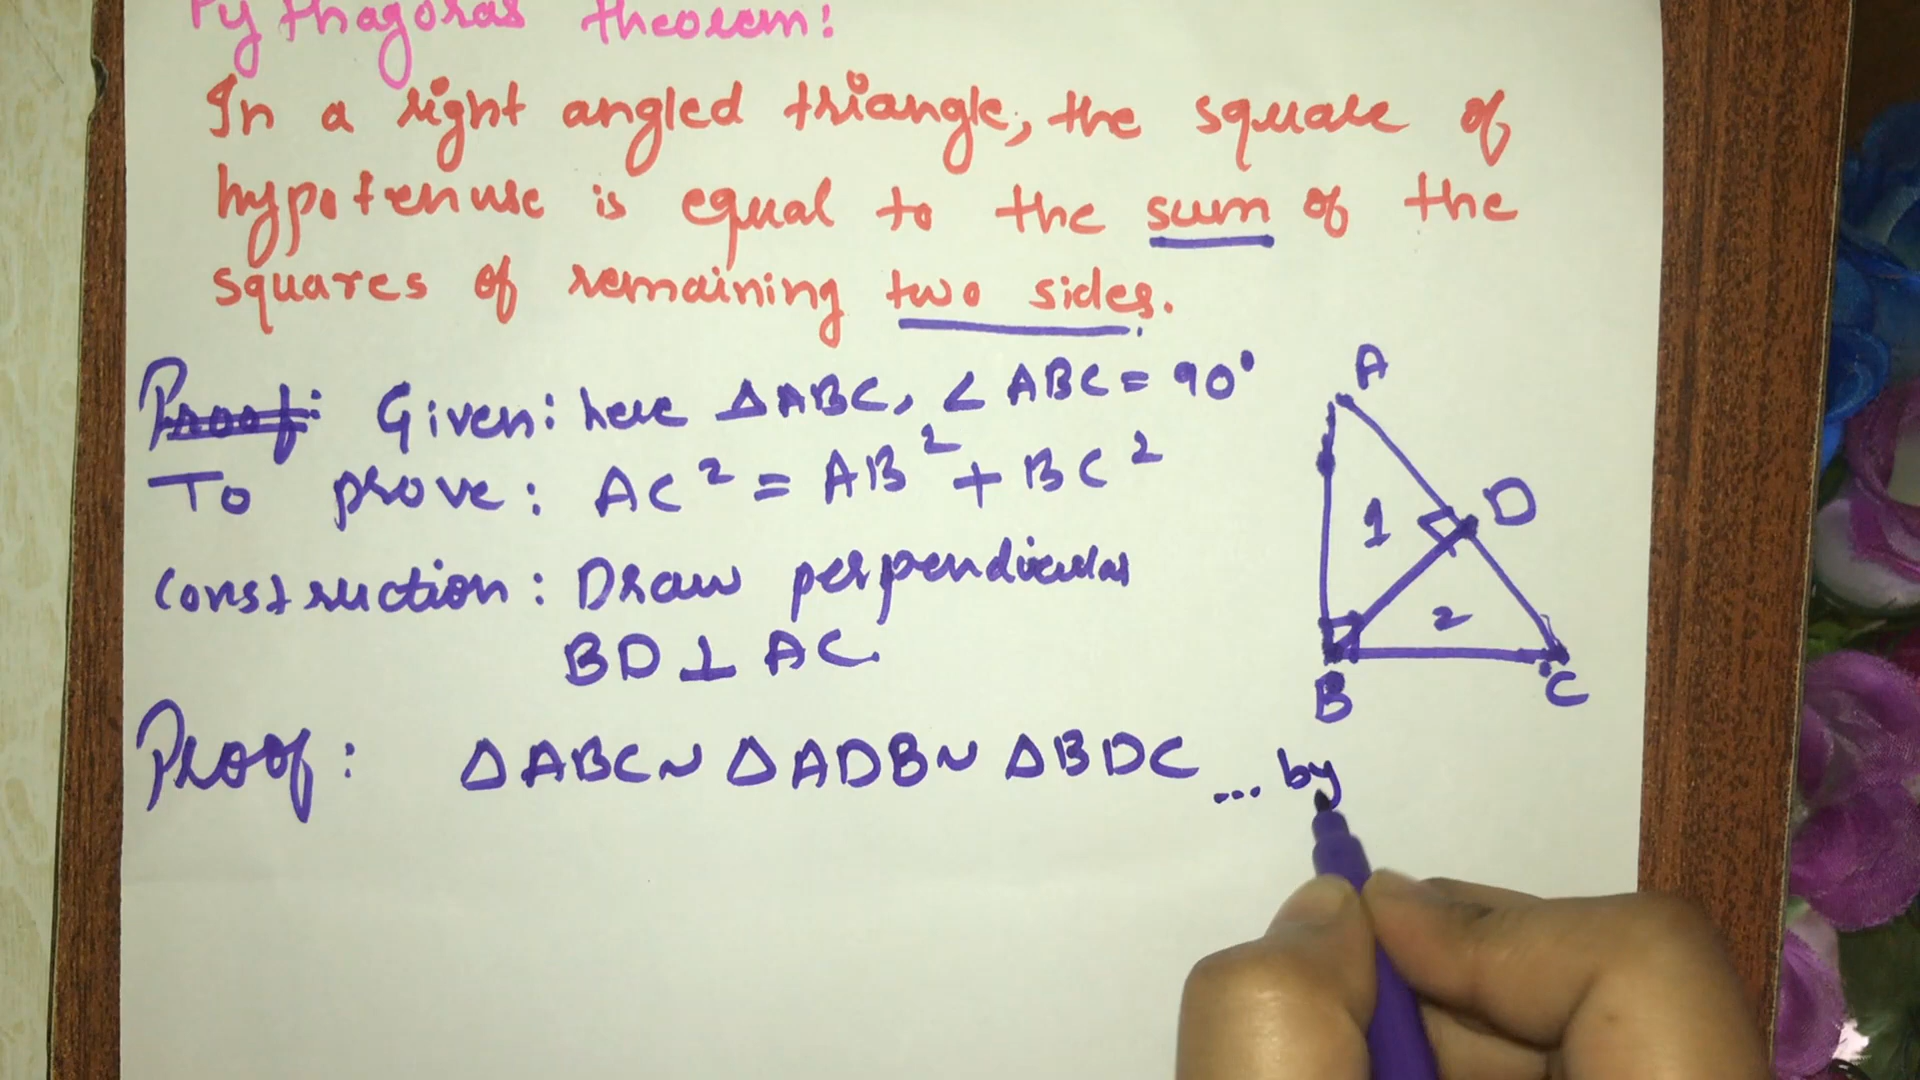 Pythagoras theorem:
In a right angled triangle, the square of
hypotenuse is equal to the sum of the
squares of remaining two sides.
Proof: Given: here △ABC, ∠ABC = 90°
To prove: AC² = AB² + BC²
Construction: Draw perpendicular
BD ⊥ AC.
Proof: △ABC ~ △ADB ~ △BDC ... by
A
D
1
2
B
C